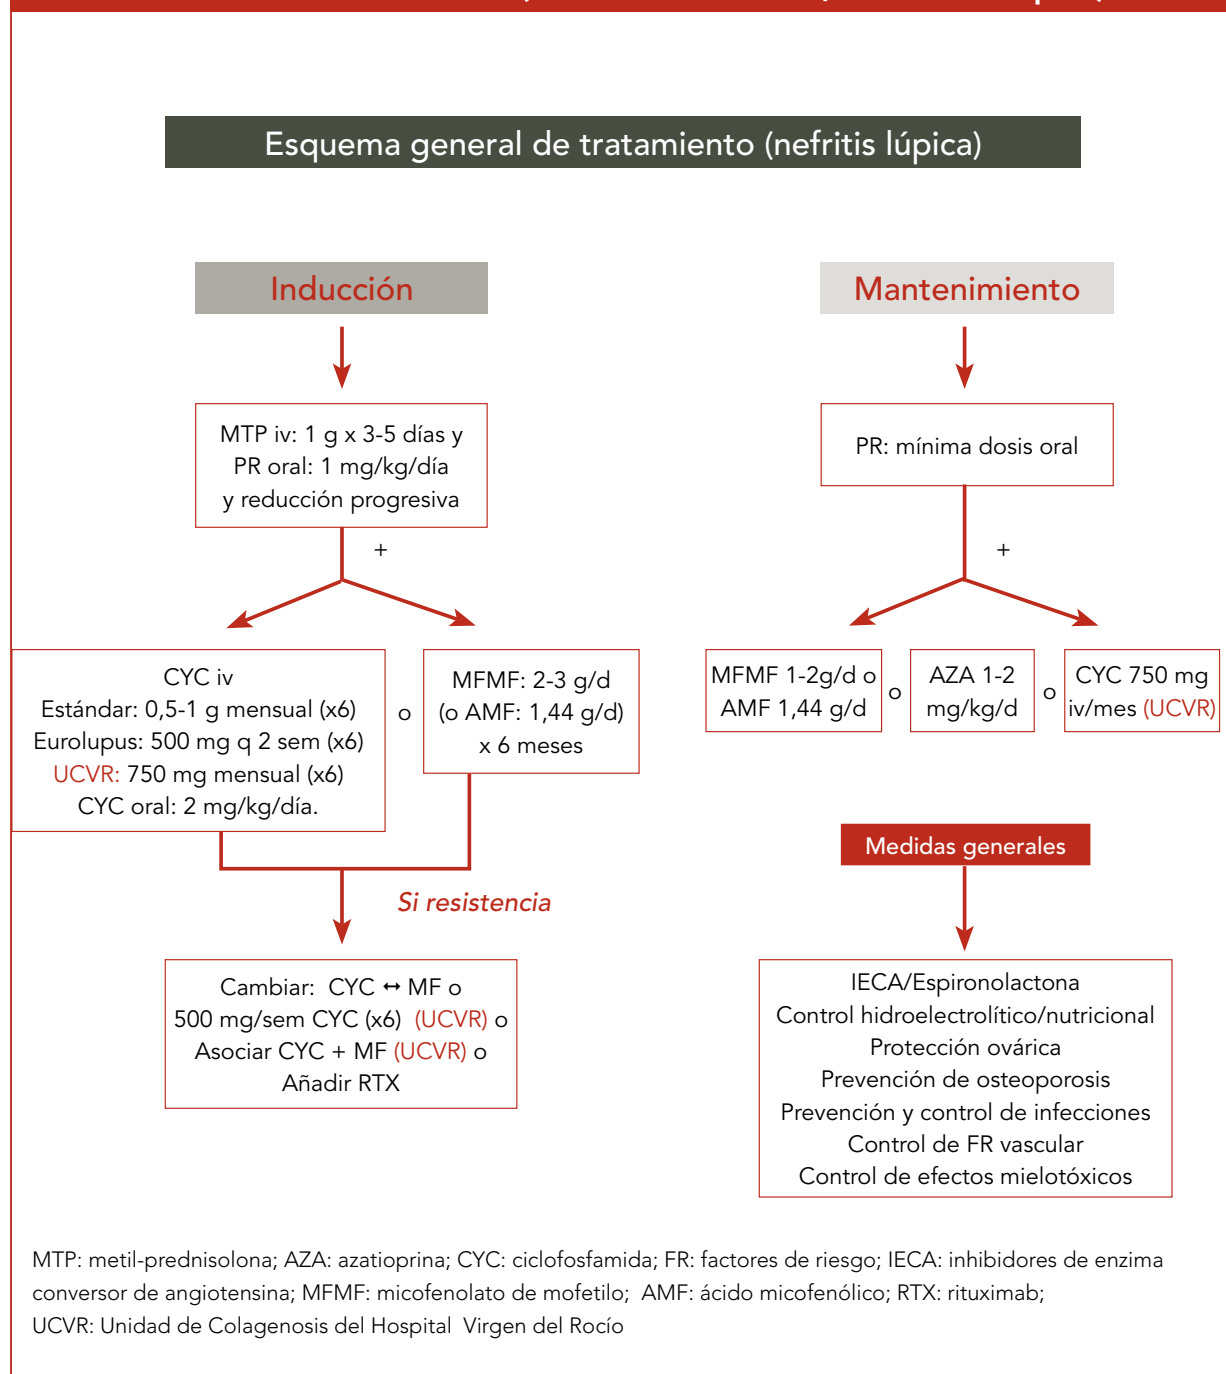 Esquema general de tratamiento (nefritis lúpica)
Inducción
MTP iv: 1 g x 3-5 días y
PR oral: 1 mg/kg/día
y reducción progresiva
+
CYC iv
Estándar: 0,5-1 g mensual (x6)
Eurolupus: 500 mg q 2 sem (x6)
UCVR: 750 mg mensual (x6)
CYC oral: 2 mg/kg/día.
o
MFMF: 2-3 g/d
(o AMF: 1,44 g/d)
x 6 meses
Si resistencia
Cambiar: CYC ↔ MF o
500 mg/sem CYC (x6) (UCVR) o
Asociar CYC + MF (UCVR) o
Añadir RTX
Mantenimiento
PR: mínima dosis oral
+
MFMF 1-2g/d o
AMF 1,44 g/d
o
AZA 1-2
mg/kg/d
o
CYC 750 mg
iv/mes (UCVR)
Medidas generales
IECA/Espironolactona
Control hidroelectrolítico/nutricional
Protección ovárica
Prevención de osteoporosis
Prevención y control de infecciones
Control de FR vascular
Control de efectos mielotóxicos
MTP: metil-prednisolona; AZA: azatioprina; CYC: ciclofosfamida; FR: factores de riesgo; IECA: inhibidores de enzima
conversor de angiotensina; MFMF: micofenolato de mofetilo; AMF: ácido micofenólico; RTX: rituximab;
UCVR: Unidad de Colagenosis del Hospital Virgen del Rocío